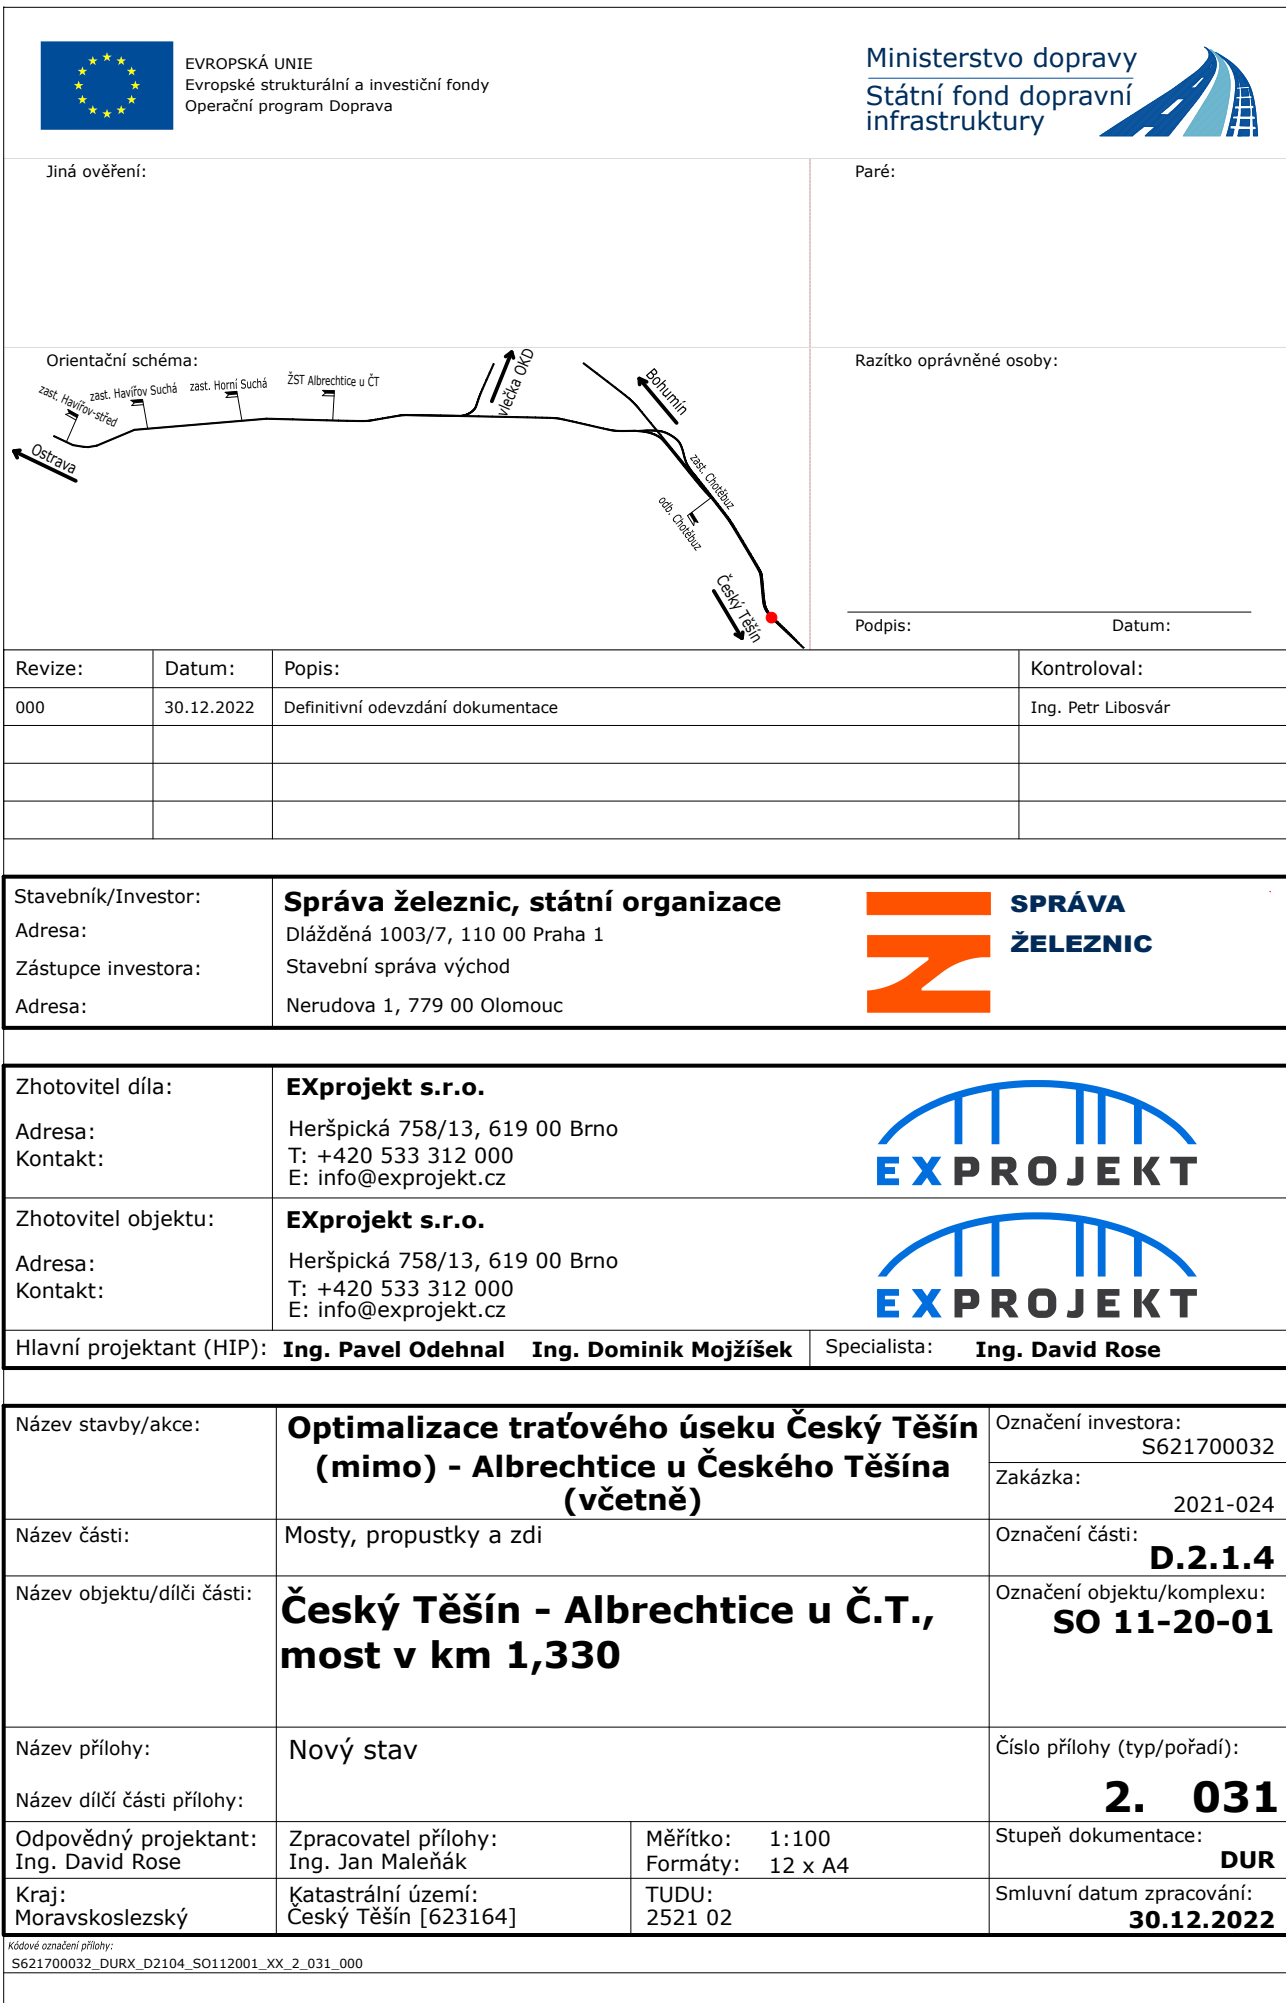 EVROPSKÁ UNIE
Evropské strukturální a investiční fondy
Operační program Doprava
Ministerstvo dopravy
Státní fond dopravní
infrastruktury
Jiná ověření:
Paré:
Orientační schéma:
Razítko oprávněné osoby:
zast. Havířov-střed
zast. Havířov Suchá
zast. Horní Suchá
ŽST Albrechtice u ČT
vlečka OKD
Bohumín
Ostrava
zast. Chotěbuz
odb. Chotěbuz
Český Těšín
Podpis: Datum:
Revize: Datum: Popis: Kontroloval:
000 30.12.2022 Definitivní odevzdání dokumentace Ing. Petr Libosvár
Stavebník/Investor: Správa železnic, státní organizace
Adresa: Dlážděná 1003/7, 110 00 Praha 1
Zástupce investora: Stavební správa východ
Adresa: Nerudova 1, 779 00 Olomouc
SPRÁVA
ŽELEZNIC
Zhotovitel díla: EXprojekt s.r.o.
Adresa: Heršpická 758/13, 619 00 Brno
Kontakt: T: +420 533 312 000
E: info@exprojekt.cz
EXPROJEKT
Zhotovitel objektu: EXprojekt s.r.o.
Adresa: Heršpická 758/13, 619 00 Brno
Kontakt: T: +420 533 312 000
E: info@exprojekt.cz
EXPROJEKT
Hlavní projektant (HIP): Ing. Pavel Odehnal Ing. Dominik Mojžíšek Specialista: Ing. David Rose
Název stavby/akce: Optimalizace traťového úseku Český Těšín
(mimo) - Albrechtice u Českého Těšína
(včetně)
Označení investora:
S621700032
Zakázka:
2021-024
Název části: Mosty, propustky a zdi
Označení části:
D.2.1.4
Název objektu/dílči části: Český Těšín - Albrechtice u Č.T.,
most v km 1,330
Označení objektu/komplexu:
SO 11-20-01
Název přílohy: Nový stav
Název dílčí části přílohy:
Číslo přílohy (typ/pořadí):
2. 031
Odpovědný projektant: Zpracovatel přílohy: Měřítko: 1:100 Stupeň dokumentace:
Ing. David Rose Ing. Jan Maleňák Formáty: 12 x A4 DUR
Kraj: Katastrální území: TUDU: Smluvní datum zpracování:
Moravskoslezský Český Těšín [623164] 2521 02 30.12.2022
Kódové označení přílohy:
S621700032_DURX_D2104_SO112001_XX_2_031_000